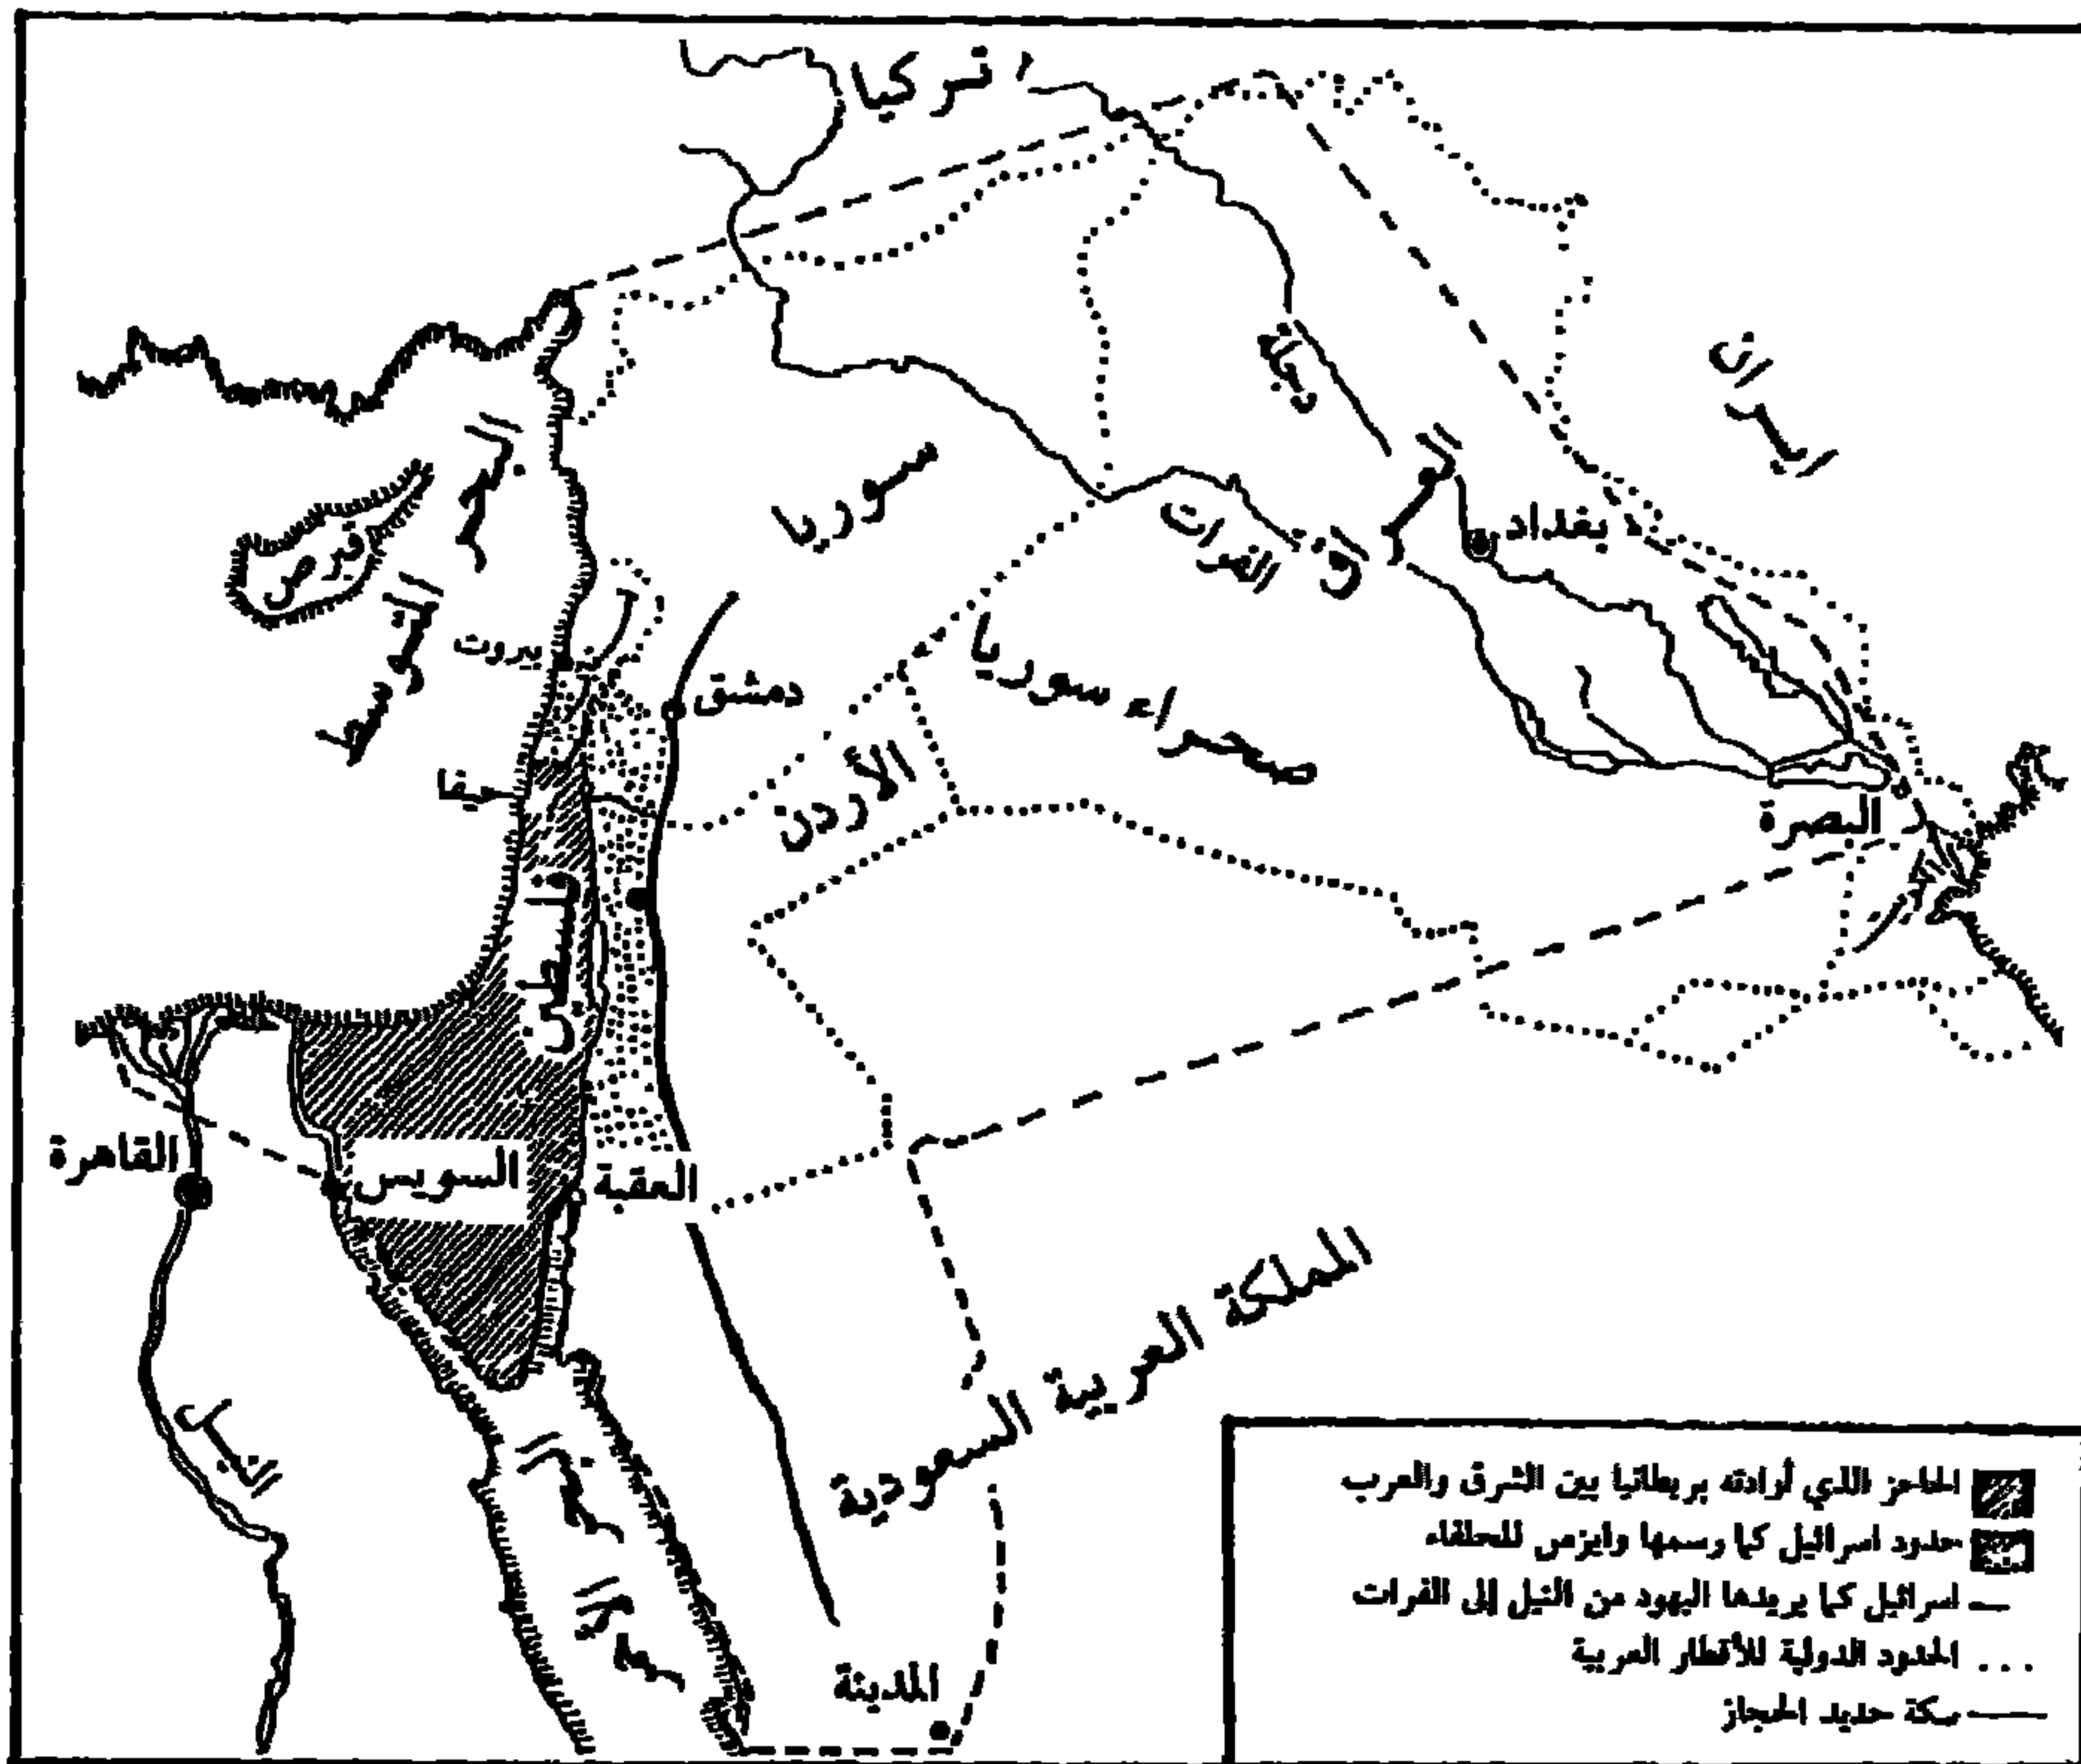 تركيا
ايران
دجلة
سوريا
العراق
الفرات
بغداد
قبرص
البحر المتوسط
بيروت
دمشق
صحراء سوريا
حيفا
الأردن
البصرة
فلسطين
القاهرة
السويس
العقبة
المملكة العربية السعودية
النيل
البحر الأحمر
المدينة
الحاجز الذي أرادته بريطانيا بين الشرق والعرب
حدود اسرائيل كما رسمها وايزمن للحلفاء
اسرائيل كما يريدها اليهود من النيل إلى الفرات
الحدود الدولية للأقطار العربية
سكة حديد الحجاز